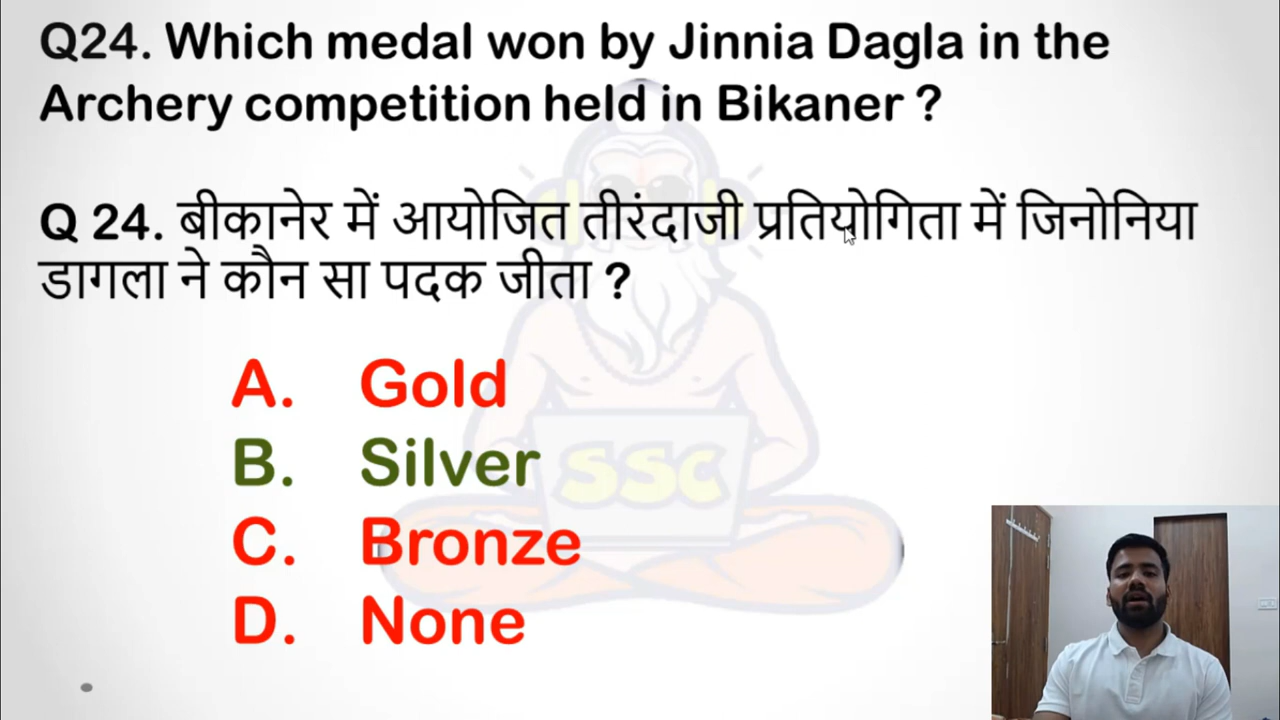 Q24. Which medal won by Jinnia Dagla in the
Archery competition held in Bikaner ?
Q 24. बीकानेर में आयोजित तीरंदाजी प्रतियोगिता में जिनोनिया
डागला ने कौन सा पदक जीता ?
A. Gold
B. Silver
SSC
C. Bronze
D. None